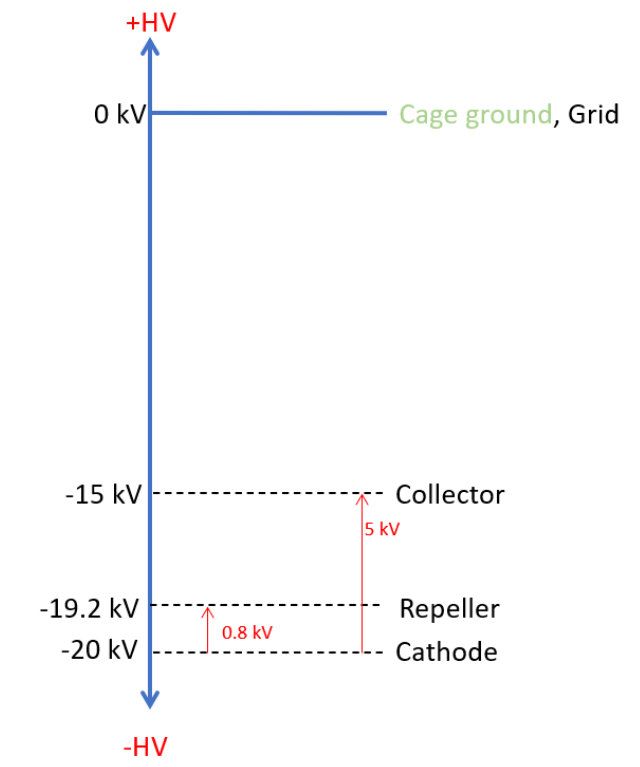 +HV
0 kV
Cage ground, Grid
-15 kV
Collector
5 kV
-19.2 kV
Repeller
0.8 kV
-20 kV
Cathode
-HV